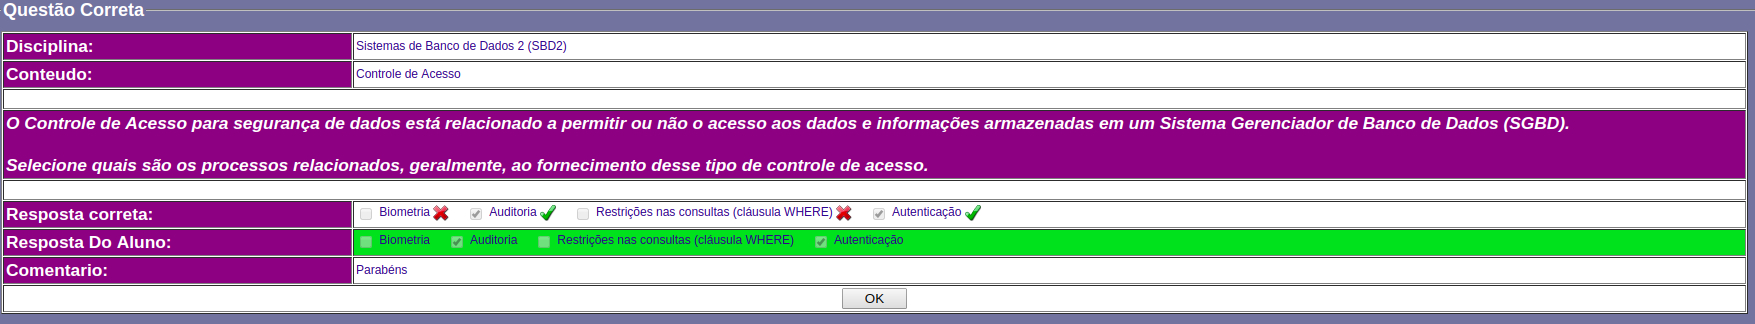 Questão Correta
Disciplina: Sistemas de Banco de Dados 2 (SBD2)
Conteudo: Controle de Acesso
O Controle de Acesso para segurança de dados está relacionado a permitir ou não o acesso aos dados e informações armazenadas em um Sistema Gerenciador de Banco de Dados (SGBD).
Selecione quais são os processos relacionados, geralmente, ao fornecimento desse tipo de controle de acesso.
Resposta correta: Biometria Auditoria Restrições nas consultas (cláusula WHERE) Autenticação
Resposta Do Aluno: Biometria Auditoria Restrições nas consultas (cláusula WHERE) Autenticação
Comentario: Parabéns
OK